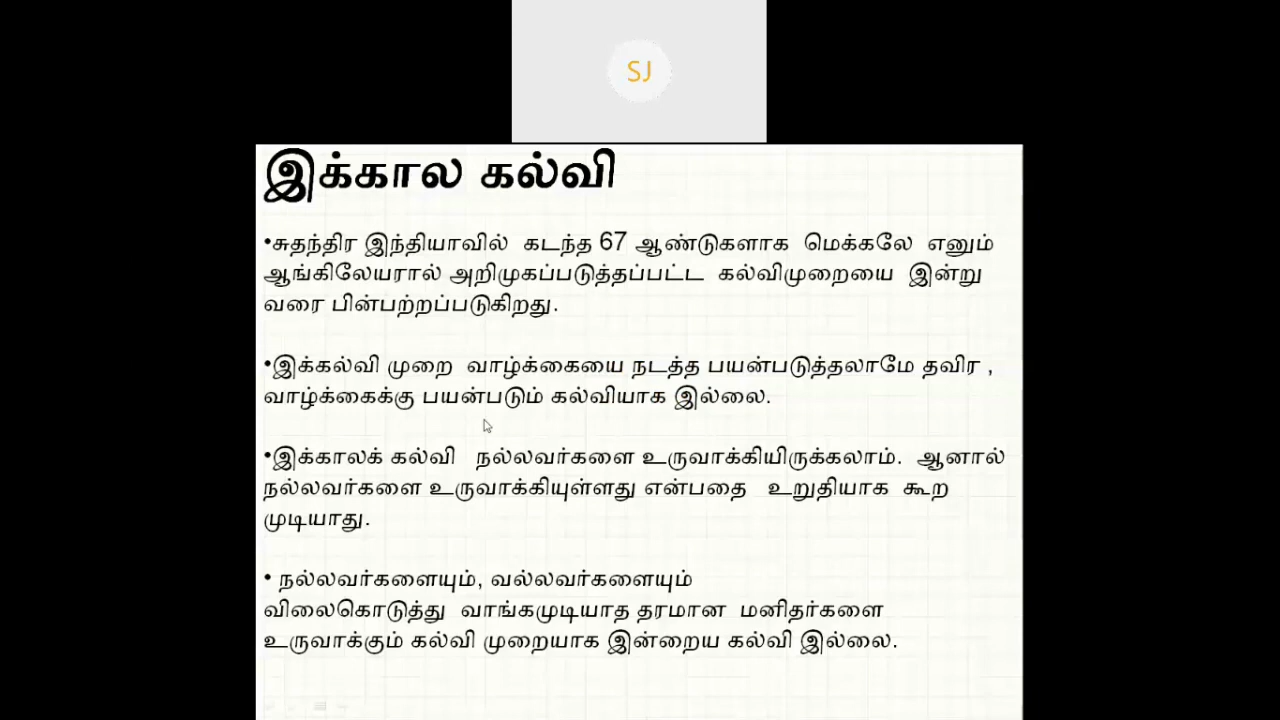 SJ
இக்கால கல்வி
•சுதந்திர இந்தியாவில் கடந்த 67 ஆண்டுகளாக மெக்கலே எனும்
ஆங்கிலேயரால் அறிமுகப்படுத்தப்பட்ட கல்விமுறையை இன்று
வரை பின்பற்றப்படுகிறது.
•இக்கல்வி முறை வாழ்க்கையை நடத்த பயன்படுத்தலாமே தவிர ,
வாழ்க்கைக்கு பயன்படும் கல்வியாக இல்லை.
•இக்காலக் கல்வி நல்லவர்களை உருவாக்கியிருக்கலாம். ஆனால்
நல்லவர்களை உருவாக்கியுள்ளது என்பதை உறுதியாக கூற
முடியாது.
• நல்லவர்களையும், வல்லவர்களையும்
விலைகொடுத்து வாங்கமுடியாத தரமான மனிதர்களை
உருவாக்கும் கல்வி முறையாக இன்றைய கல்வி இல்லை.